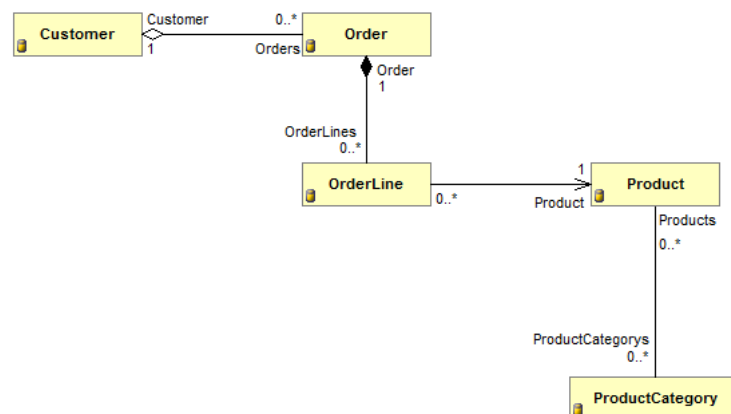 Customer
Customer
1
0..*
Orders
Order
Order
1
OrderLines
0..*
OrderLine
0..*
1
Product
Product
Products
0..*
ProductCategorys
0..*
ProductCategory